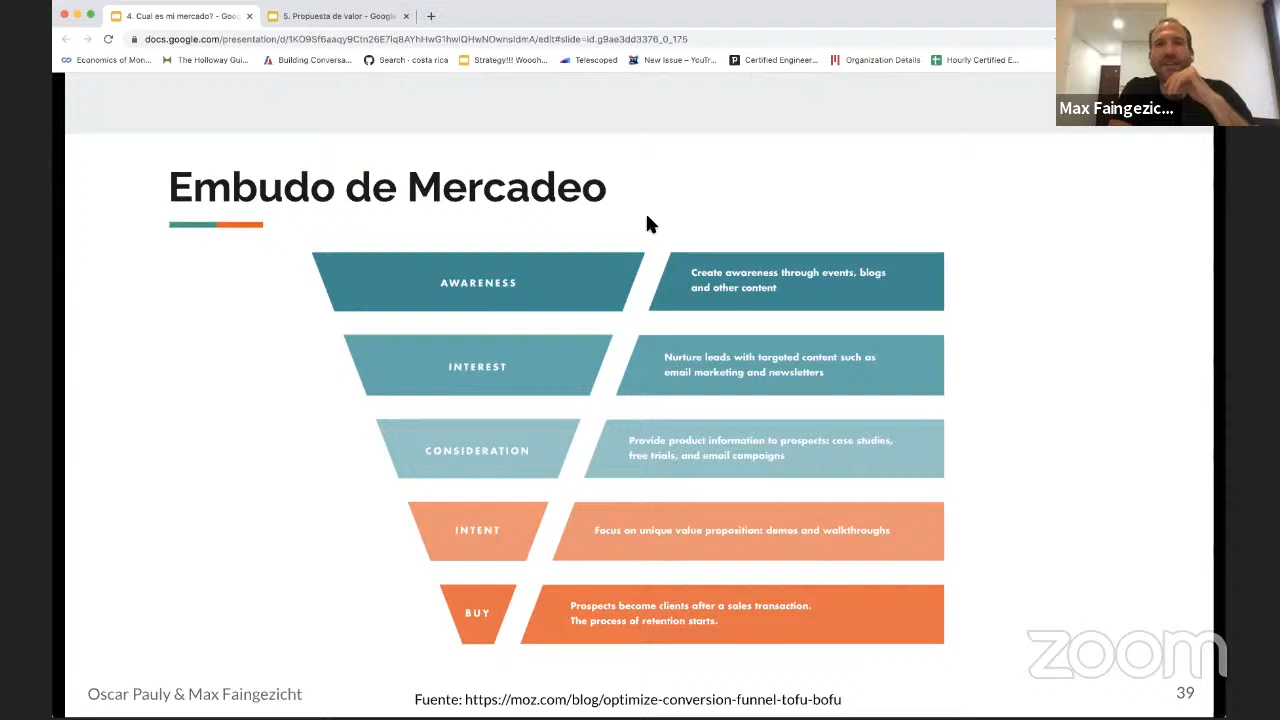 4. Cual es mi mercado? - Goog
5. Propuesta de valor - Google
docs.google.com/presentation/d/1KO9Sf6aaqy9Ctn26E7lq8AYhHwG1hwIQHwNOwnsIdmA/edit#slide=id.g9ae3dd3376_0_175
Economics of Mon...
The Holloway Gui...
Building Conversa...
Search · costa rica
Strategy!!! Woooh...
Telescoped
New Issue – YouTr...
Certified Engineer...
Organization Details
Hourly Certified E...
Max Faingezic...
Embudo de Mercadeo
AWARENESS
Create awareness through events, blogs
and other content
INTEREST
Nurture leads with targeted content such as
email marketing and newsletters
CONSIDERATION
Provide product information to prospects: case studies,
free trials, and email campaigns
INTENT
Focus on unique value proposition: demos and walkthroughs
BUY
Prospects become clients after a sales transaction.
The process of retention starts.
zoom
Oscar Pauly & Max Faingezicht
Fuente: https://moz.com/blog/optimize-conversion-funnel-tofu-bofu
39